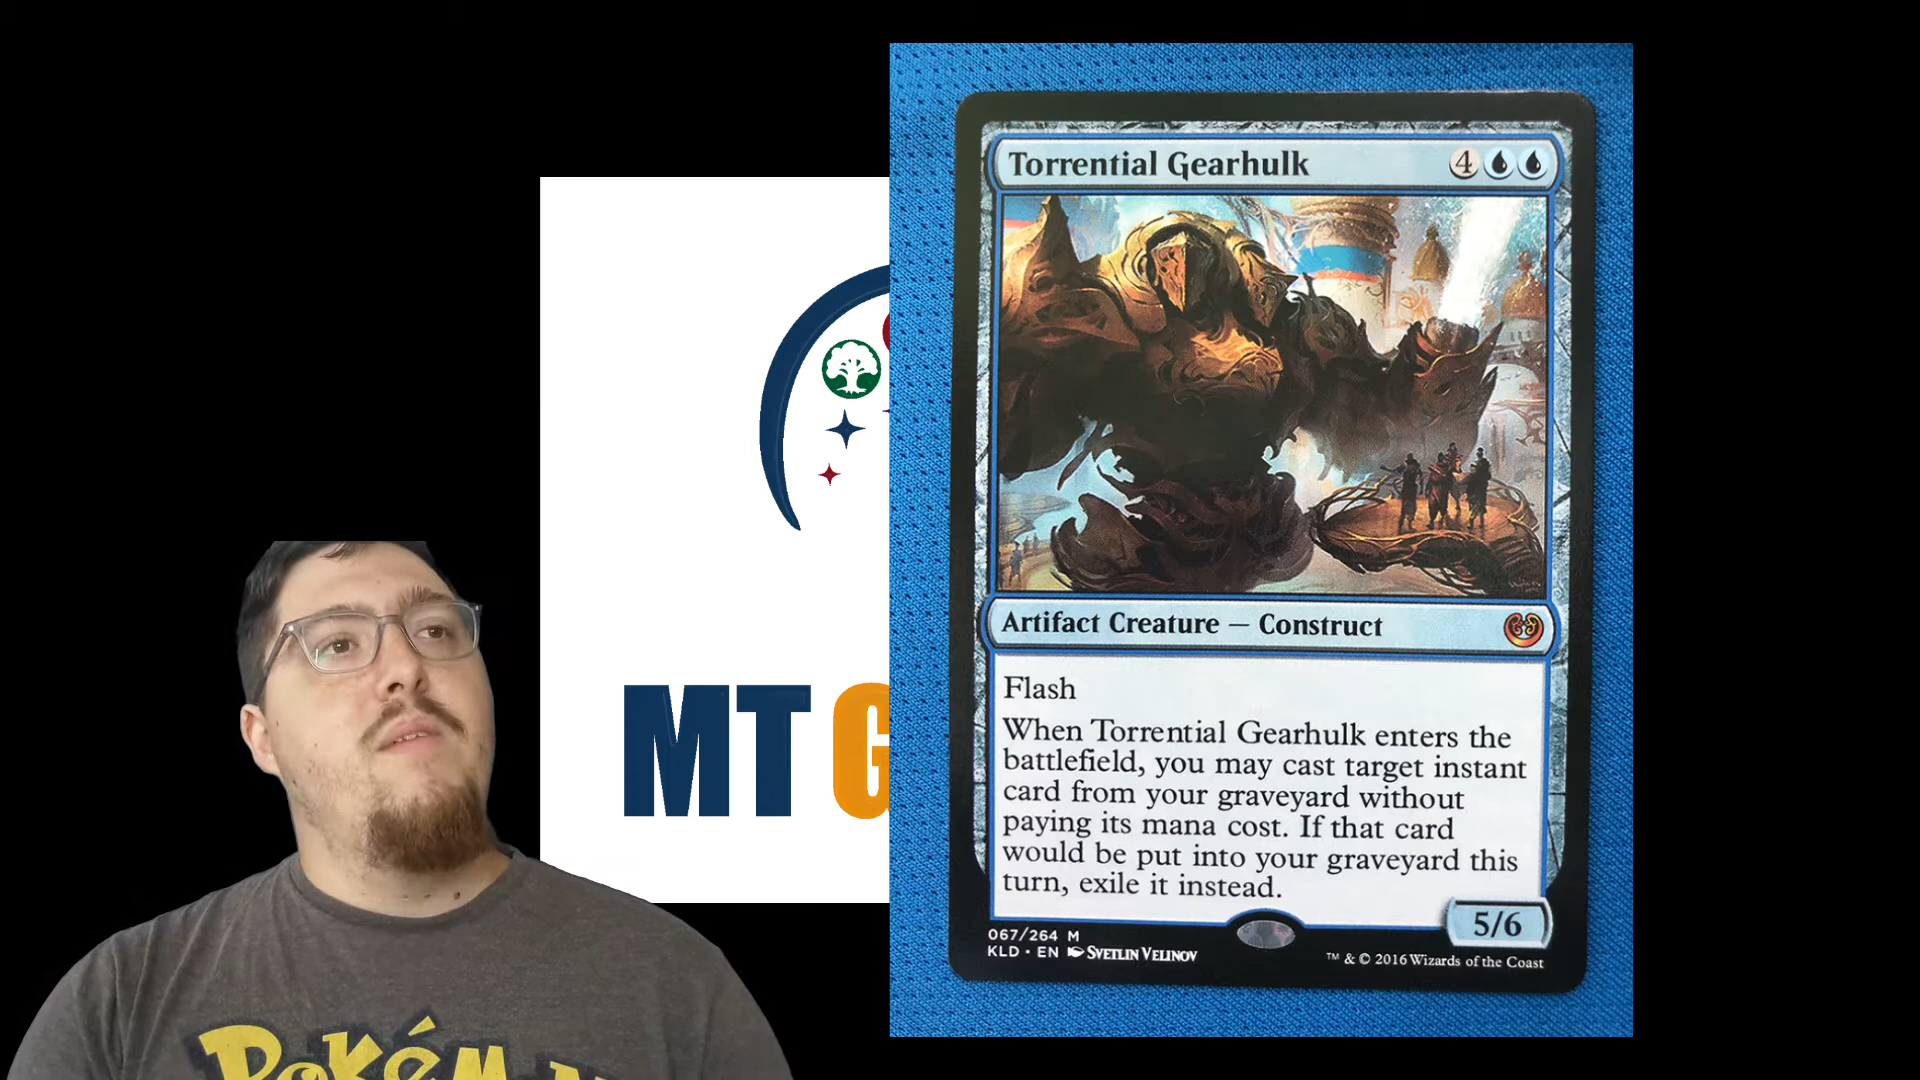 Torrential Gearhulk
4
MT G
Artifact Creature — Construct
Flash
When Torrential Gearhulk enters the
battlefield, you may cast target instant
card from your graveyard without
paying its mana cost. If that card
would be put into your graveyard this
turn, exile it instead.
5/6
067/264 M
KLD • EN SVETLIN VELINOV
™ & © 2016 Wizards of the Coast
Pokém